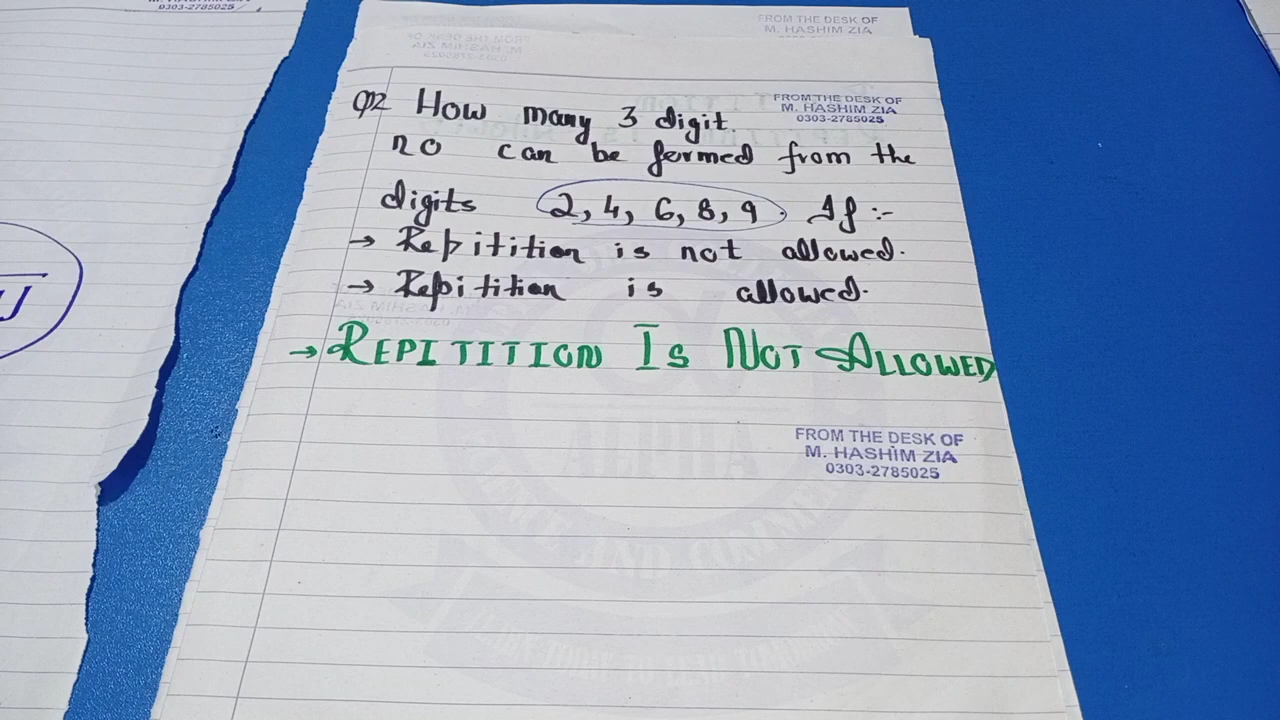 0303-2785025
FROM THE DESK OF
M. HASHIM ZIA
FROM THE DESK OF
M. HASHIM ZIA
0303-2785025
Q2 How many 3 digit.
no can be formed from the
digits 2, 4, 6, 8, 9. If :-
→ Repitition is not allowed.
→ Repitition is allowed.
→ REPITITION IS NOT ALLOWED
FROM THE DESK OF
M. HASHIM ZIA
0303-2785025
ALPHA